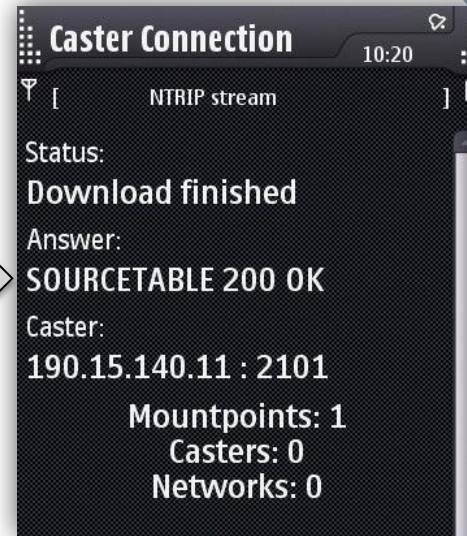 Caster Connection
10:20
[ NTRIP stream ]
Status:
Download finished
Answer:
SOURCETABLE 200 OK
Caster:
190.15.140.11 : 2101
Mountpoints: 1
Casters: 0
Networks: 0